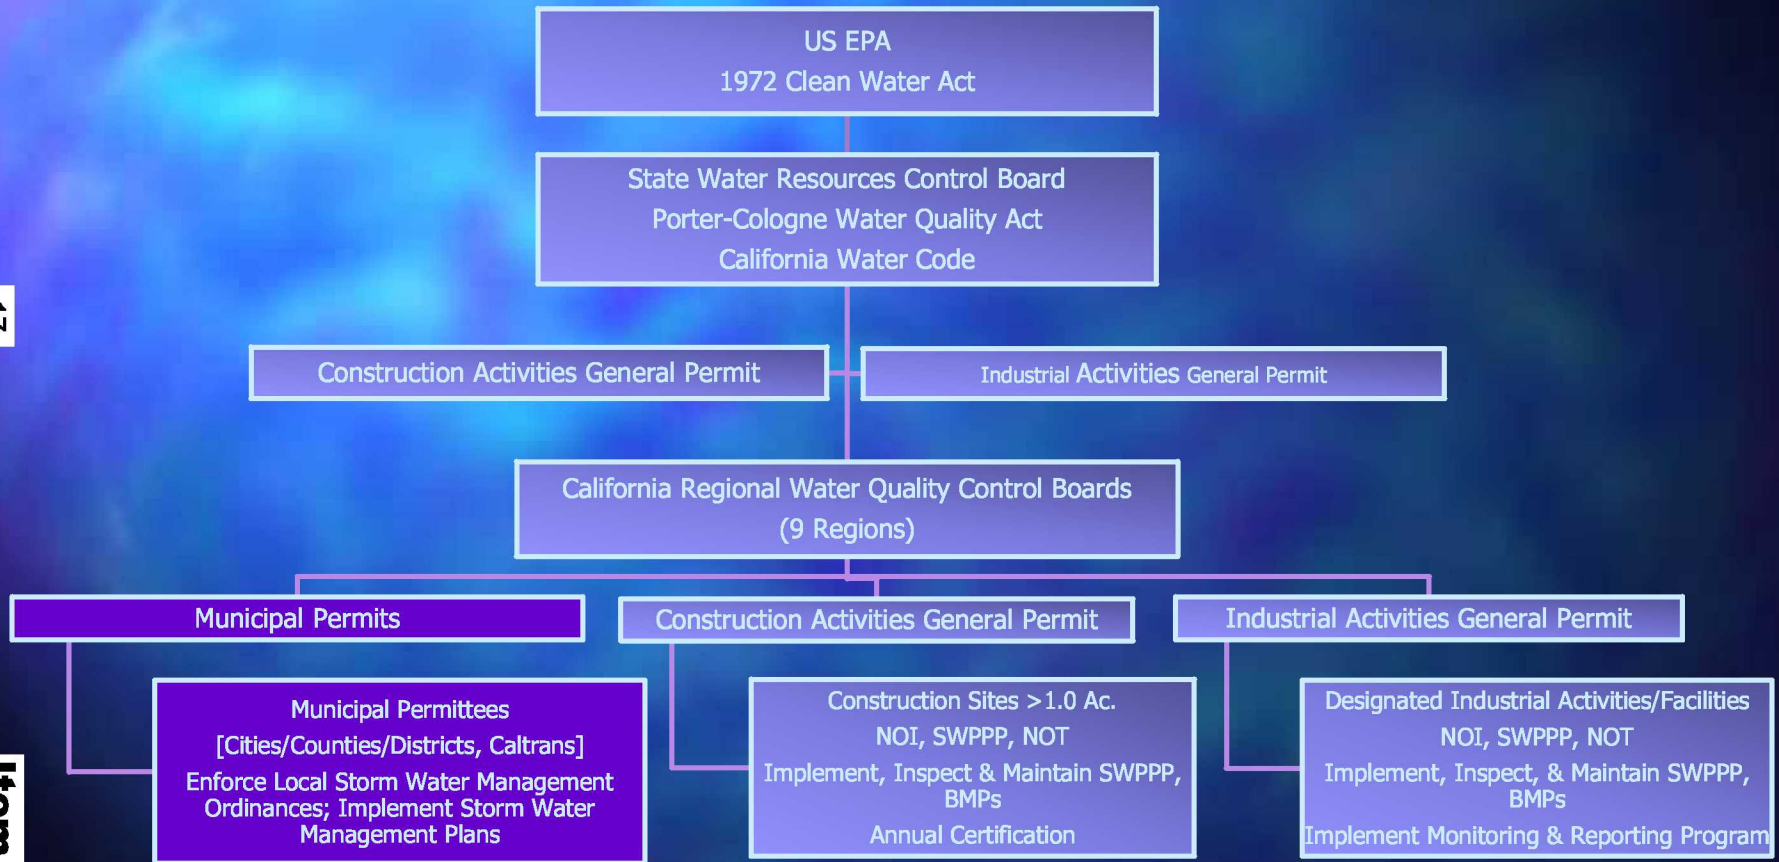 US EPA
1972 Clean Water Act
State Water Resources Control Board
Porter-Cologne Water Quality Act
California Water Code
Construction Activities General Permit
Industrial Activities General Permit
California Regional Water Quality Control Boards
(9 Regions)
Municipal Permits
Construction Activities General Permit
Industrial Activities General Permit
Municipal Permittees
[Cities/Counties/Districts, Caltrans]
Enforce Local Storm Water Management
Ordinances; Implement Storm Water
Management Plans
Construction Sites >1.0 Ac.
NOI, SWPPP, NOT
Implement, Inspect & Maintain SWPPP,
BMPs
Annual Certification
Designated Industrial Activities/Facilities
NOI, SWPPP, NOT
Implement, Inspect, & Maintain SWPPP,
BMPs
Implement Monitoring & Reporting Program